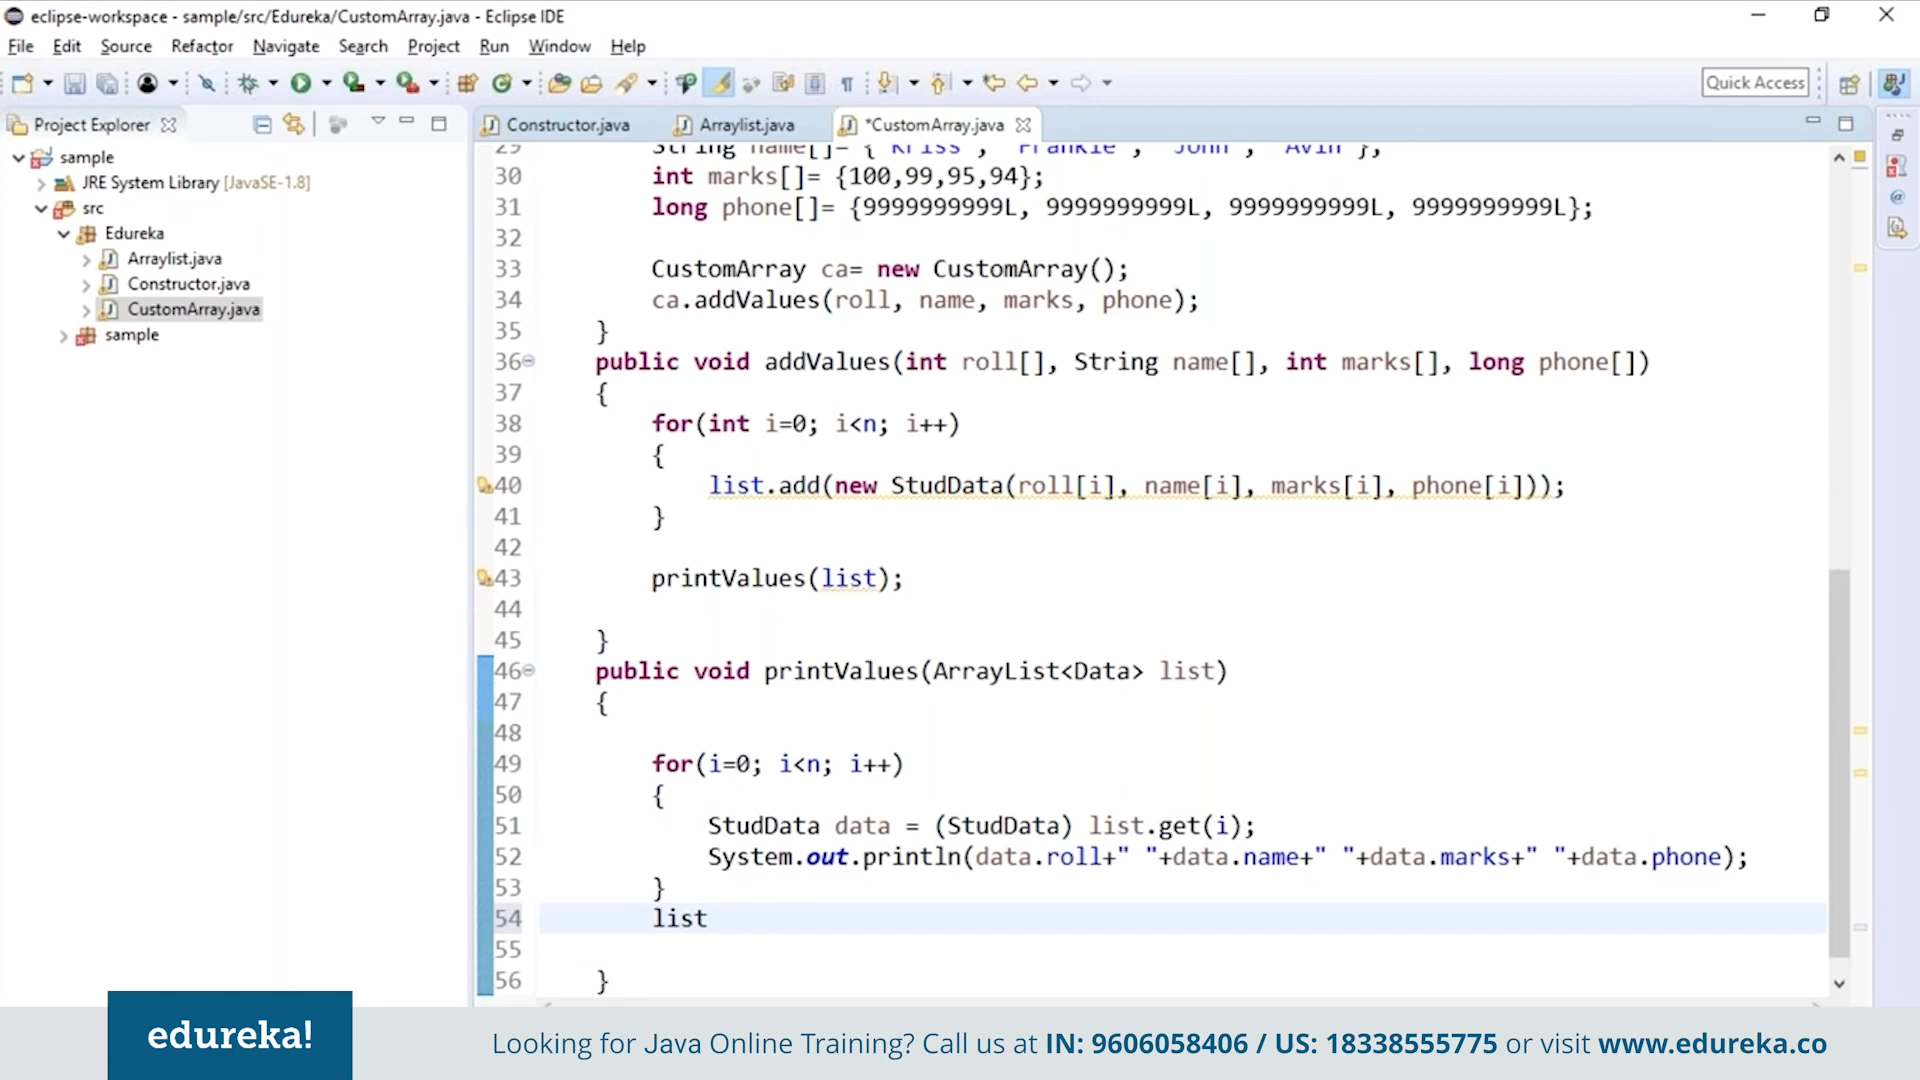 eclipse-workspace - sample/src/Edureka/CustomArray.java - Eclipse IDE
File Edit Source Refactor Navigate Search Project Run Window Help
Quick Access
Project Explorer
Constructor.java Arraylist.java *CustomArray.java
sample
JRE System Library [JavaSE-1.8]
src
Edureka
Arraylist.java
Constructor.java
CustomArray.java
sample
29 String name[]= {"Kriss", "Frankie", "John", "Avin"};
30 int marks[]= {100,99,95,94};
31 long phone[]= {9999999999L, 9999999999L, 9999999999L, 9999999999L};
32
33 CustomArray ca= new CustomArray();
34 ca.addValues(roll, name, marks, phone);
35 }
36 public void addValues(int roll[], String name[], int marks[], long phone[])
37 {
38 for(int i=0; i<n; i++)
39 {
40 list.add(new StudData(roll[i], name[i], marks[i], phone[i]));
41 }
42
43 printValues(list);
44
45 }
46 public void printValues(ArrayList<Data> list)
47 {
48
49 for(i=0; i<n; i++)
50 {
51 StudData data = (StudData) list.get(i);
52 System.out.println(data.roll+" "+data.name+" "+data.marks+" "+data.phone);
53 }
54 list
55
56 }
edureka!
Looking for Java Online Training? Call us at IN: 9606058406 / US: 18338555775 or visit www.edureka.co